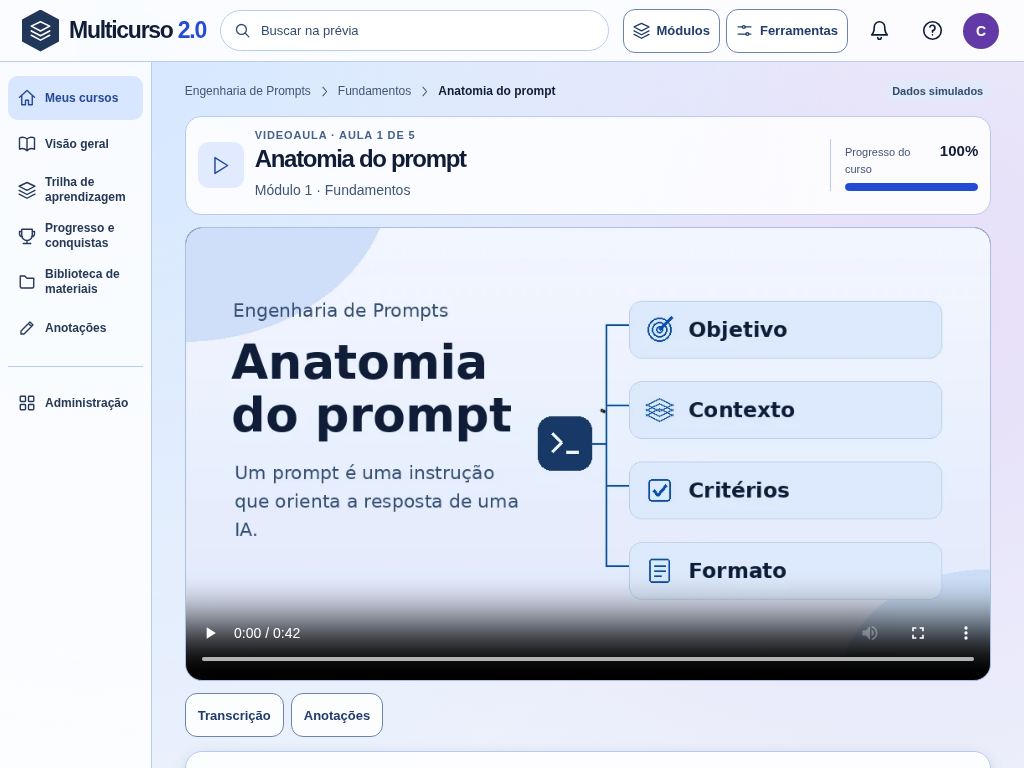 Multicurso 2.0
Buscar na prévia
Módulos
Ferramentas
C
Meus cursos
Visão geral
Trilha de
aprendizagem
Progresso e
conquistas
Biblioteca de
materiais
Anotações
Administração
Engenharia de Prompts
Fundamentos
Anatomia do prompt
Dados simulados
VIDEOAULA · AULA 1 DE 5
Anatomia do prompt
Módulo 1 · Fundamentos
Progresso do
curso
100%
Engenharia de Prompts
Anatomia
do prompt
Um prompt é uma instrução
que orienta a resposta de uma
IA.
Objetivo
Contexto
Critérios
Formato
0:00 / 0:42
Transcrição
Anotações